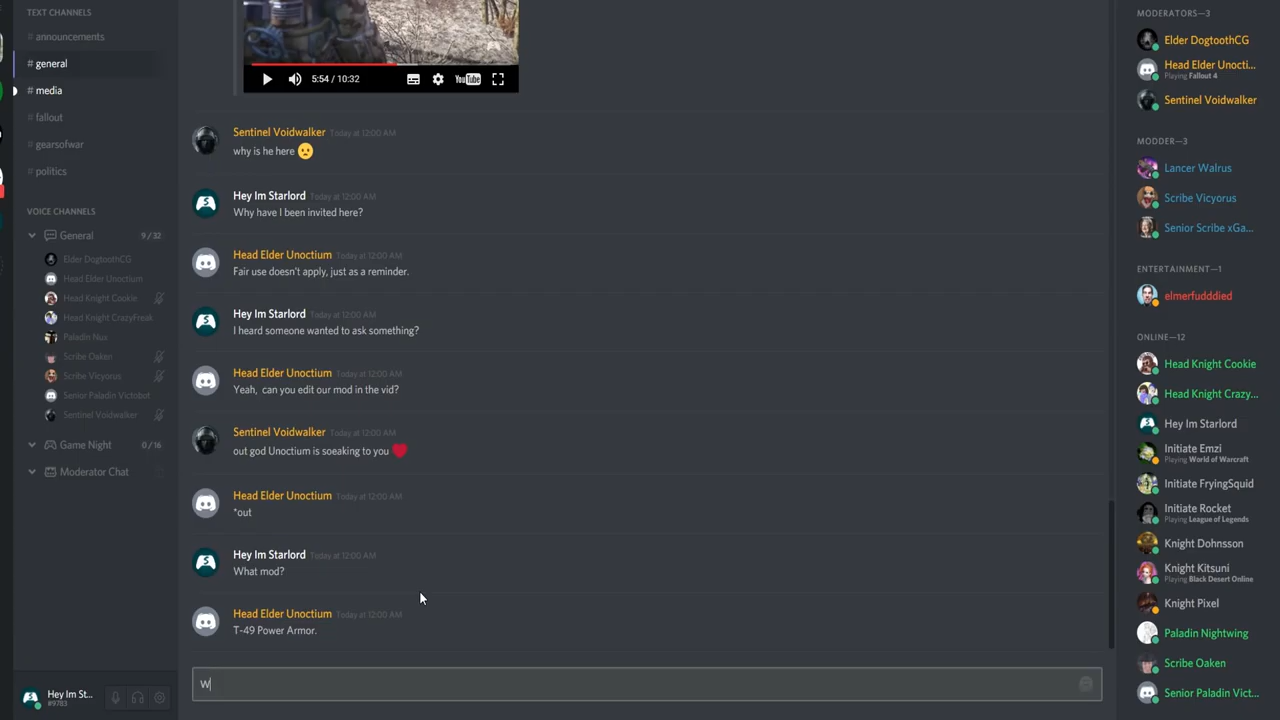 TEXT CHANNELS
# announcements
# general
# media
# fallout
# gearsofwar
# politics
VOICE CHANNELS
General 9/32
Elder DogtoothCG
Head Elder Unoctium
Head Knight Cookie
Head Knight CrazyFreak
Paladin Nux
Scribe Oaken
Scribe Vicyorus
Senior Paladin Victobot
Sentinel Voidwalker
Game Night 0/16
Moderator Chat
Hey Im St...
#9783
5:54 / 10:32
YouTube
Sentinel Voidwalker Today at 12:00 AM
why is he here
Hey Im Starlord Today at 12:00 AM
Why have I been invited here?
Head Elder Unoctium Today at 12:00 AM
Fair use doesn't apply, just as a reminder.
Hey Im Starlord Today at 12:00 AM
I heard someone wanted to ask something?
Head Elder Unoctium Today at 12:00 AM
Yeah, can you edit our mod in the vid?
Sentinel Voidwalker Today at 12:00 AM
out god Unoctium is soeaking to you
Head Elder Unoctium Today at 12:00 AM
*out
Hey Im Starlord Today at 12:00 AM
What mod?
Head Elder Unoctium Today at 12:00 AM
T-49 Power Armor.
W
MODERATORS—3
Elder DogtoothCG
Head Elder Unocti...
Playing Fallout 4
Sentinel Voidwalker
MODDER—3
Lancer Walrus
Scribe Vicyorus
Senior Scribe xGa...
ENTERTAINMENT—1
elmerfudddied
ONLINE—12
Head Knight Cookie
Head Knight Crazy...
Hey Im Starlord
Initiate Emzi
Playing World of Warcraft
Initiate FryingSquid
Initiate Rocket
Playing League of Legends
Knight Dohnsson
Knight Kitsuni
Playing Black Desert Online
Knight Pixel
Paladin Nightwing
Scribe Oaken
Senior Paladin Vict...